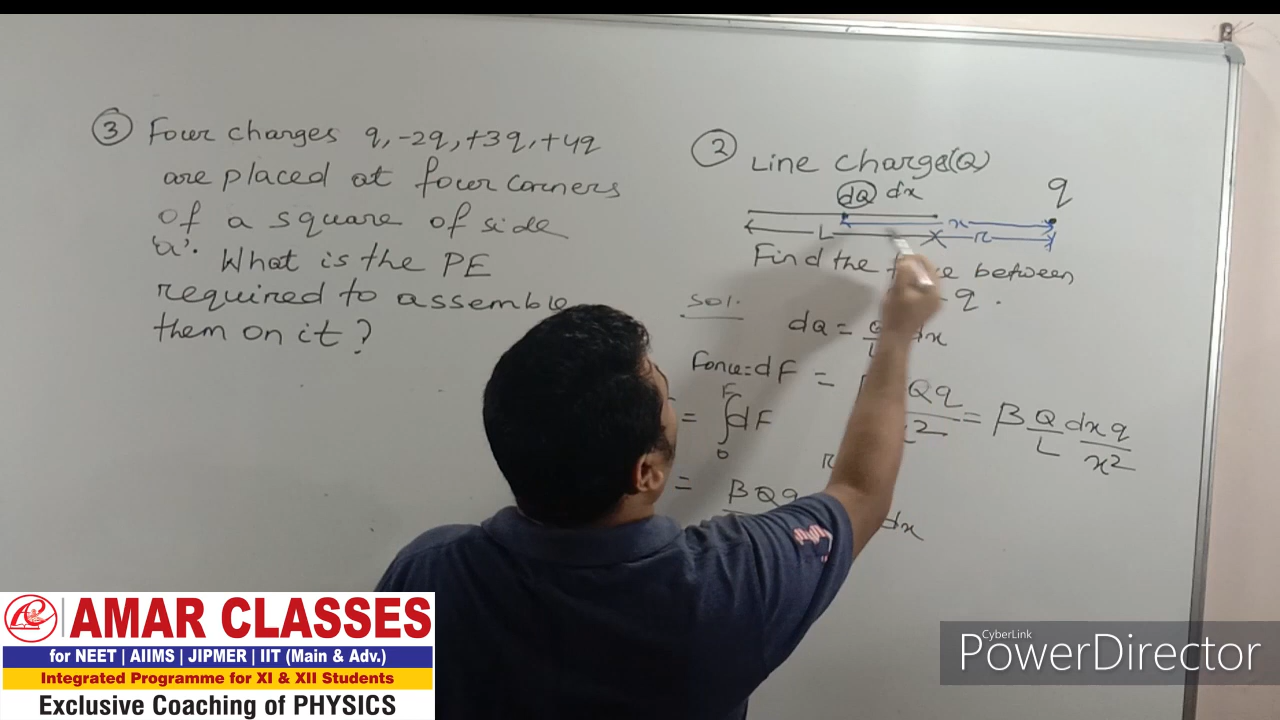 ③ Four charges q, -2q, +3q, +4q
are placed at four corners
of a square of side
'a'. What is the PE
required to assemble
them on it?
② Line charge(Q)
dQ dx
q
x
L
r
Find the between
q.
Sol.
dQ = Q/L dx
Force = dF = Qq/x² = β Q/L dx q/x²
= ∫₀ᶠ dF
= βQq dx
AMAR CLASSES
for NEET | AIIMS | JIPMER | IIT (Main & Adv.)
Integrated Programme for XI & XII Students
Exclusive Coaching of PHYSICS
CyberLink
PowerDirector